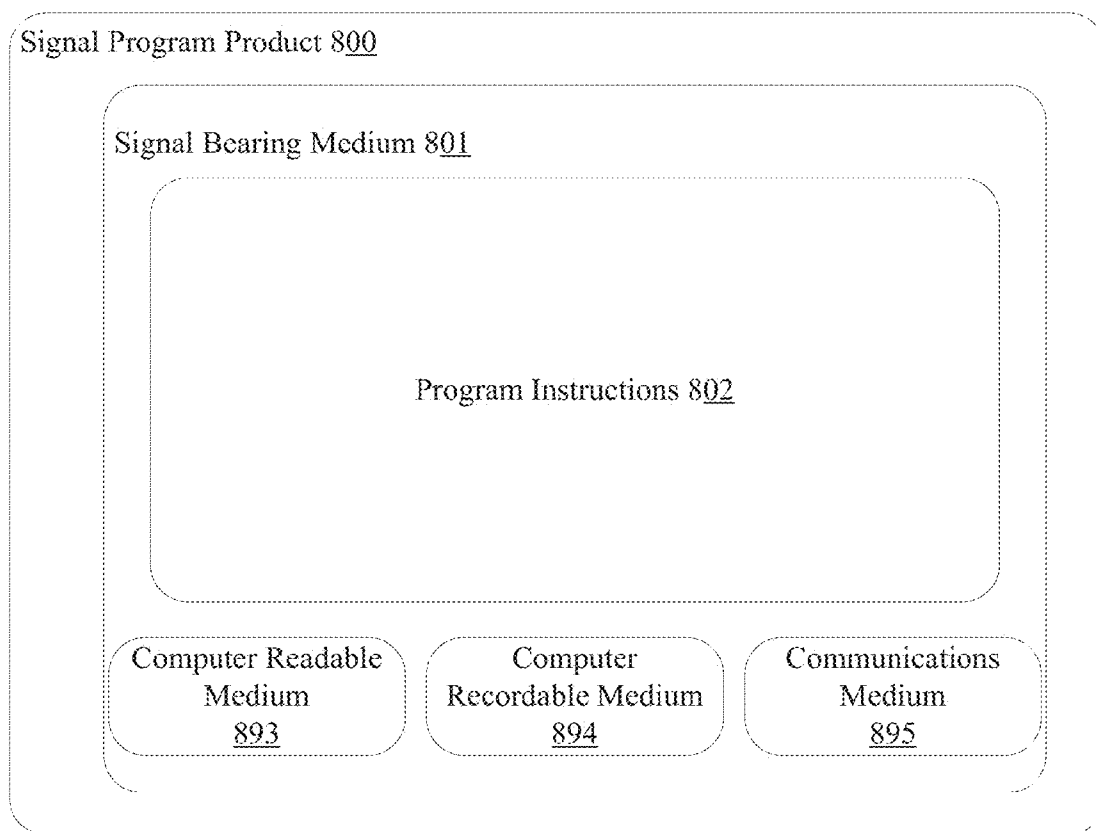 Signal Program Product 800
Signal Bearing Medium 801
Program Instructions 802
Computer Readable
Medium
893
Computer
Recordable Medium
894
Communications
Medium
895